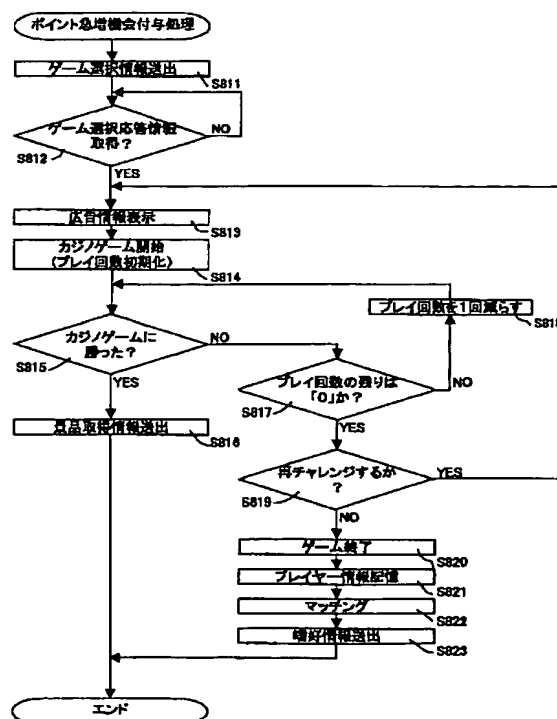 ポイント急増機会付与処理
ゲーム選択情報送出
S811
ゲーム選択応答情報
取得？
NO
S812
YES
広告情報表示
S813
カジノゲーム開始
(プレイ回数初期化)
S814
プレイ回数を1回減らす
S818
カジノゲームに
勝った？
NO
S815
YES
プレイ回数の残りは
「0」か？
NO
S817
YES
景品取得情報送出
S816
再チャレンジするか
？
YES
S819
NO
ゲーム終了
S820
プレイヤー情報記憶
S821
マッチング
S822
嗜好情報送出
S823
エンド